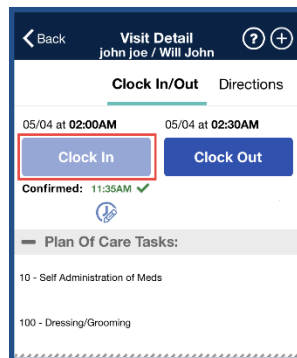 Back Visit Detail ? +
john joe / Will John
Clock In/Out Directions
05/04 at 02:00AM 05/04 at 02:30AM
Clock In Clock Out
Confirmed: 11:35AM
Plan Of Care Tasks:
10 - Self Administration of Meds
100 - Dressing/Grooming